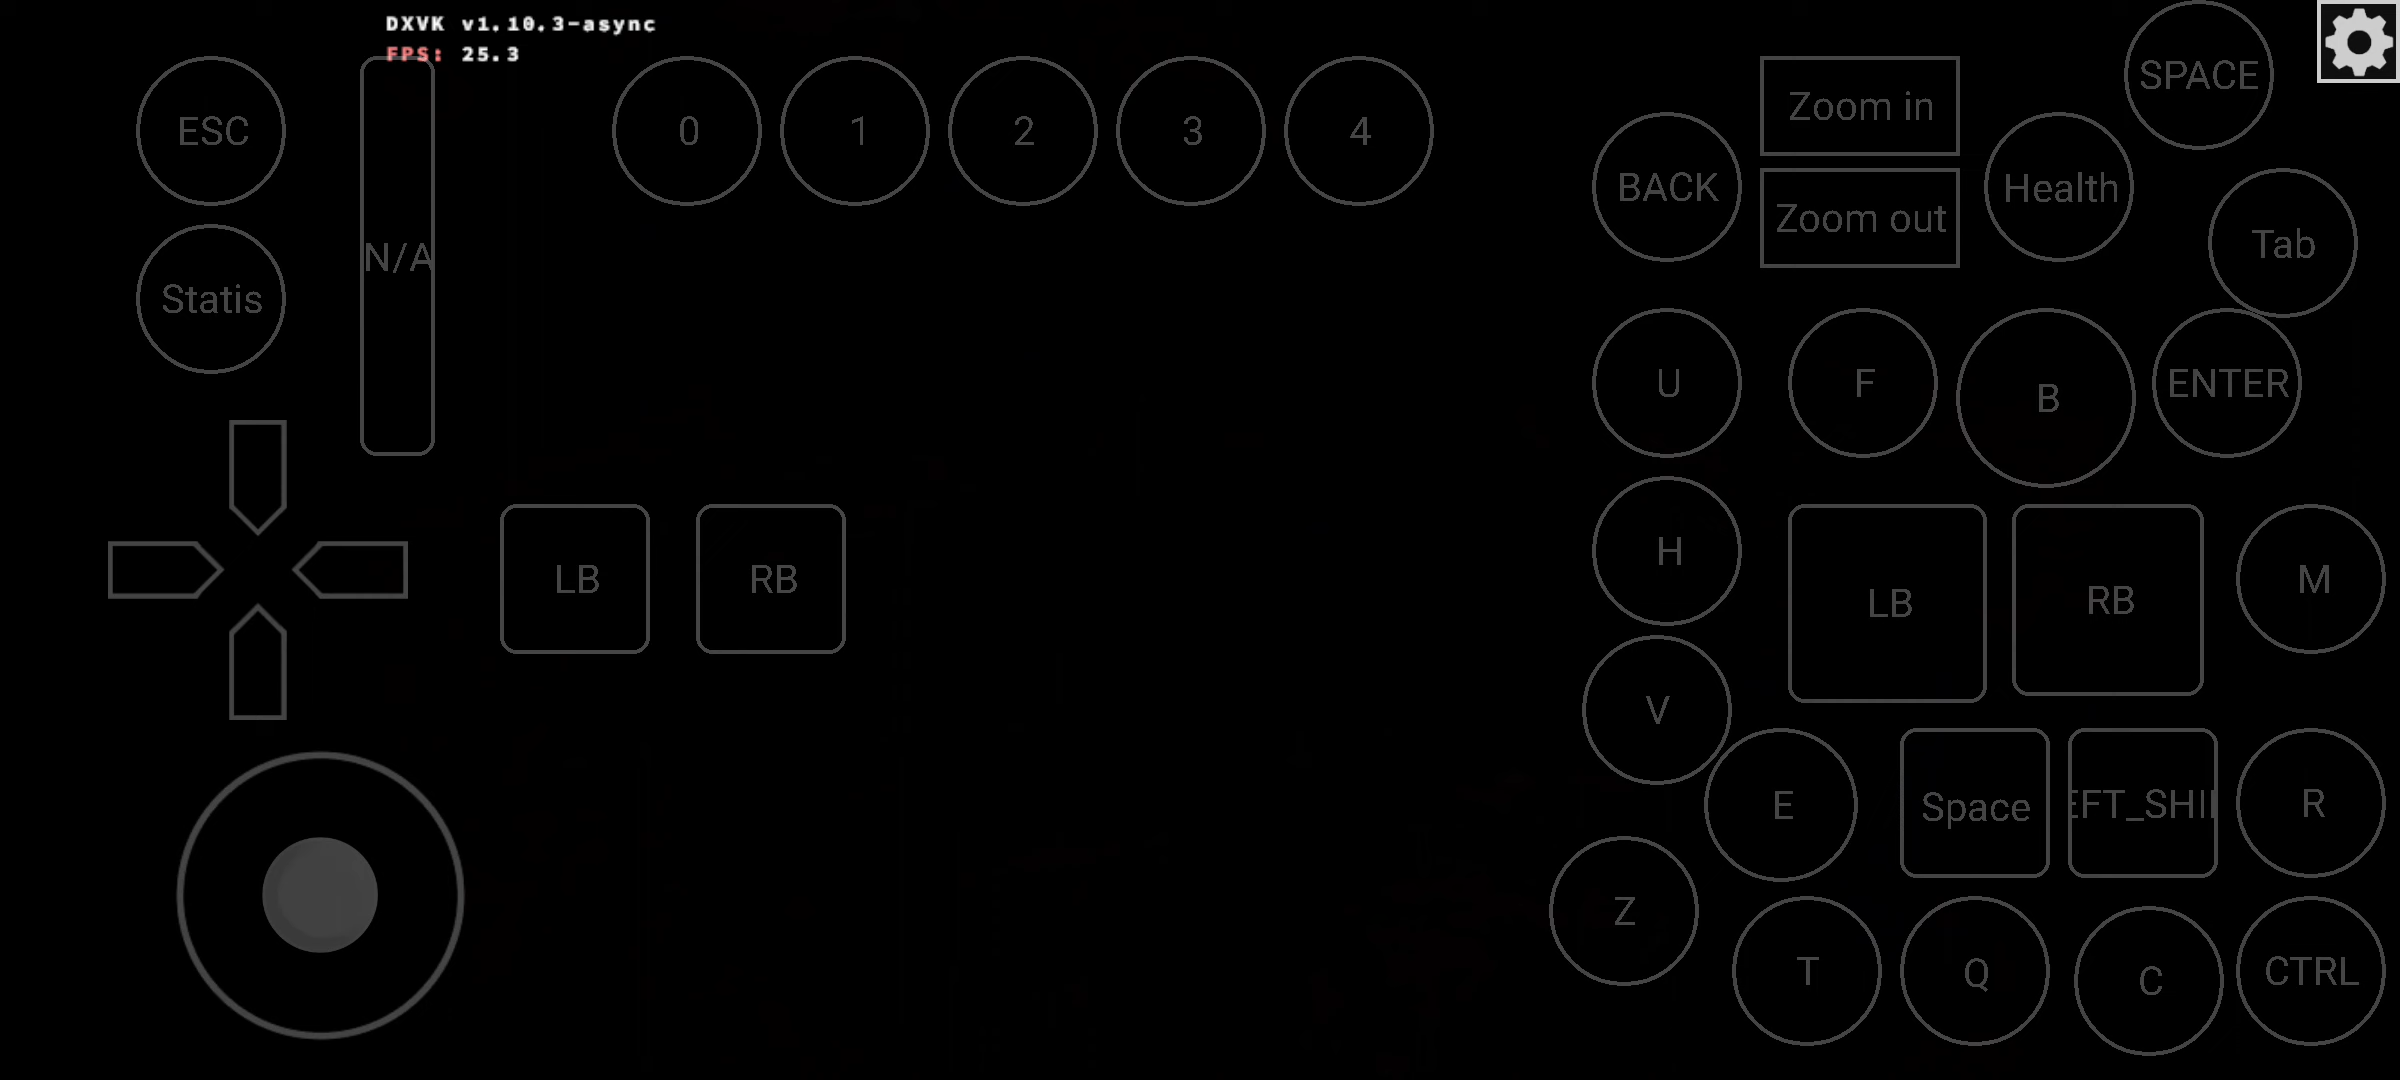 DXVK v1.10.3-async
FPS: 25.3
ESC
N/A
0
1
2
3
4
BACK
Zoom in
Zoom out
Health
SPACE
Tab
Statis
U
F
B
ENTER
LB
RB
H
LB
RB
M
V
E
Space
EFT_SHI
R
Z
T
Q
C
CTRL